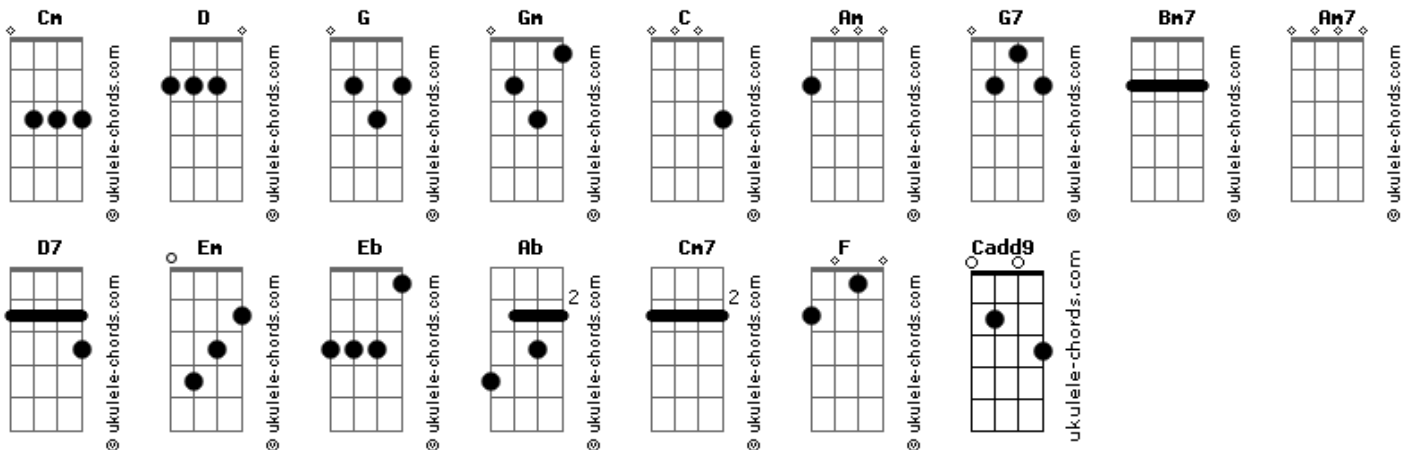 Cm D G Gm C Am G7 Bm7 Am7
© ukulele-chords.com © ukulele-chords.com © ukulele-chords.com © ukulele-chords.com © ukulele-chords.com © ukulele-chords.com © ukulele-chords.com © ukulele-chords.com © ukulele-chords.com
D7 Em Eb Ab Cm7 F Cadd9
2 2
© ukulele-chords.com © ukulele-chords.com © ukulele-chords.com © ukulele-chords.com © ukulele-chords.com © ukulele-chords.com ukulele-chords.com